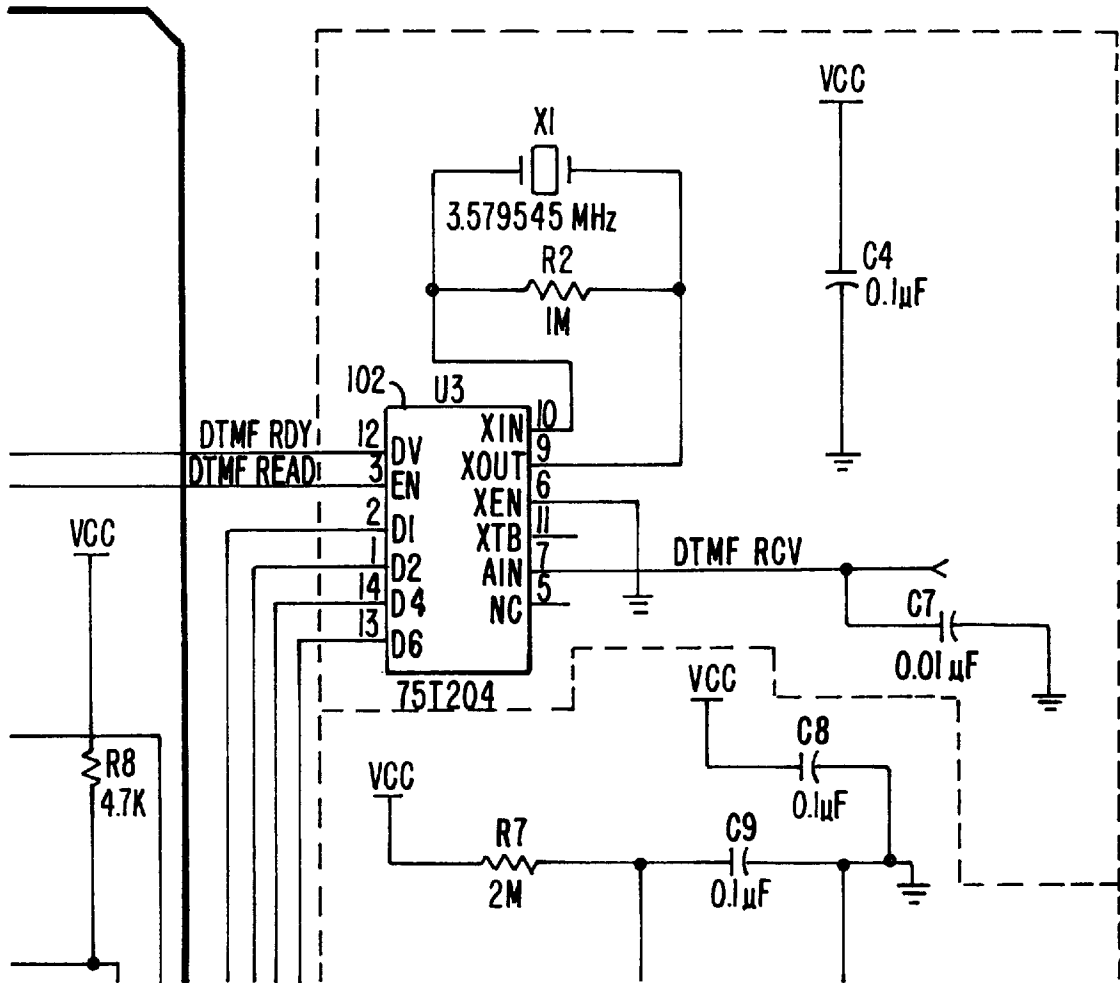 VCC
X1
3.579545 MHz
R2
1M
C4
0.1µF
102
U3
DTMF RDY
12
DV
XIN
10
DTMF READ
3
EN
XOUT
9
2
D1
XEN
6
VCC
1
D2
XTB
11
14
D4
AIN
7
DTMF RCV
13
D6
NC
5
C7
0.01µF
75T204
VCC
R8
4.7K
VCC
C8
0.1µF
R7
2M
C9
0.1µF